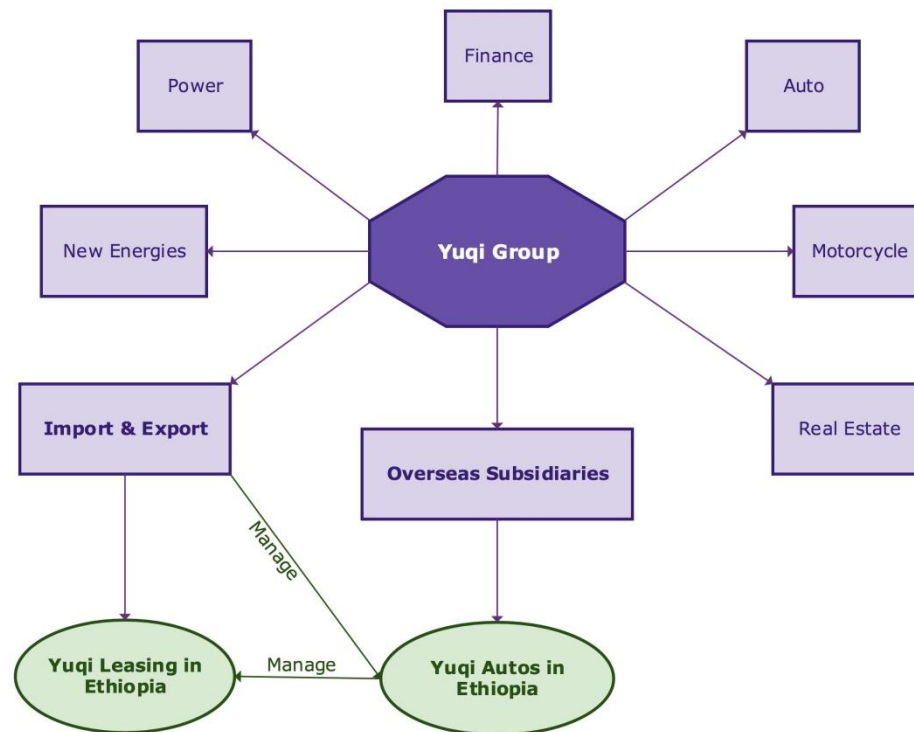 Finance
Power
Auto
New Energies
Yuqi Group
Motorcycle
Import & Export
Real Estate
Overseas Subsidiaries
Manage
Yuqi Leasing in
Ethiopia
Manage
Yuqi Autos in
Ethiopia